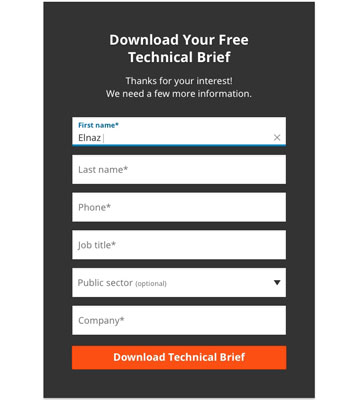 Download Your Free
Technical Brief
Thanks for your interest!
We need a few more information.
First name*
Elnaz
Last name*
Phone*
Job title*
Public sector (optional)
Company*
Download Technical Brief